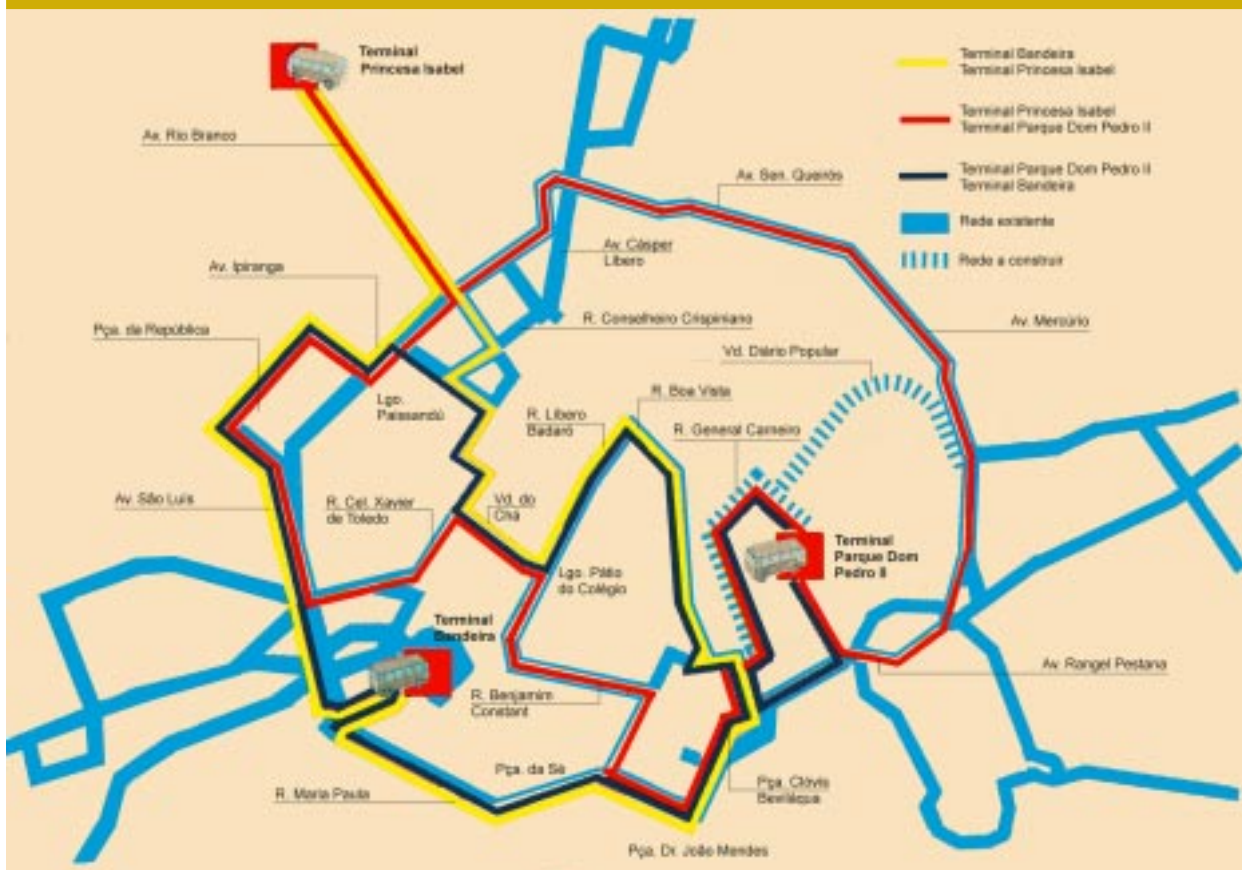 Terminal
Princesa Isabel
Terminal Bandeira
Terminal Princesa Isabel
Av. Rio Branco
Terminal Princesa Isabel
Terminal Parque Dom Pedro II
Av. Sen. Queirós
Terminal Parque Dom Pedro II
Terminal Bandeira
Rede existente
Av. Cásper
Líbero
Rede a construir
Av. Ipiranga
Pça. da República
R. Conselheiro Crispiniano
Av. Mercúrio
Vd. Diário Popular
Lgo.
Paissandú
R. Boa Vista
R. Líbero
Badaró
R. General Carneiro
Av. São Luis
R. Cel. Xavier
de Toledo
Vd. do
Chá
Terminal
Parque Dom
Pedro II
Lgo. Pátio
do Colégio
Terminal
Bandeira
Av. Rangel Pestana
R. Benjamim
Constant
Pça. da Sé
Pça. Clóvis
Beviláqua
R. Maria Paula
Pça. Dr. João Mendes